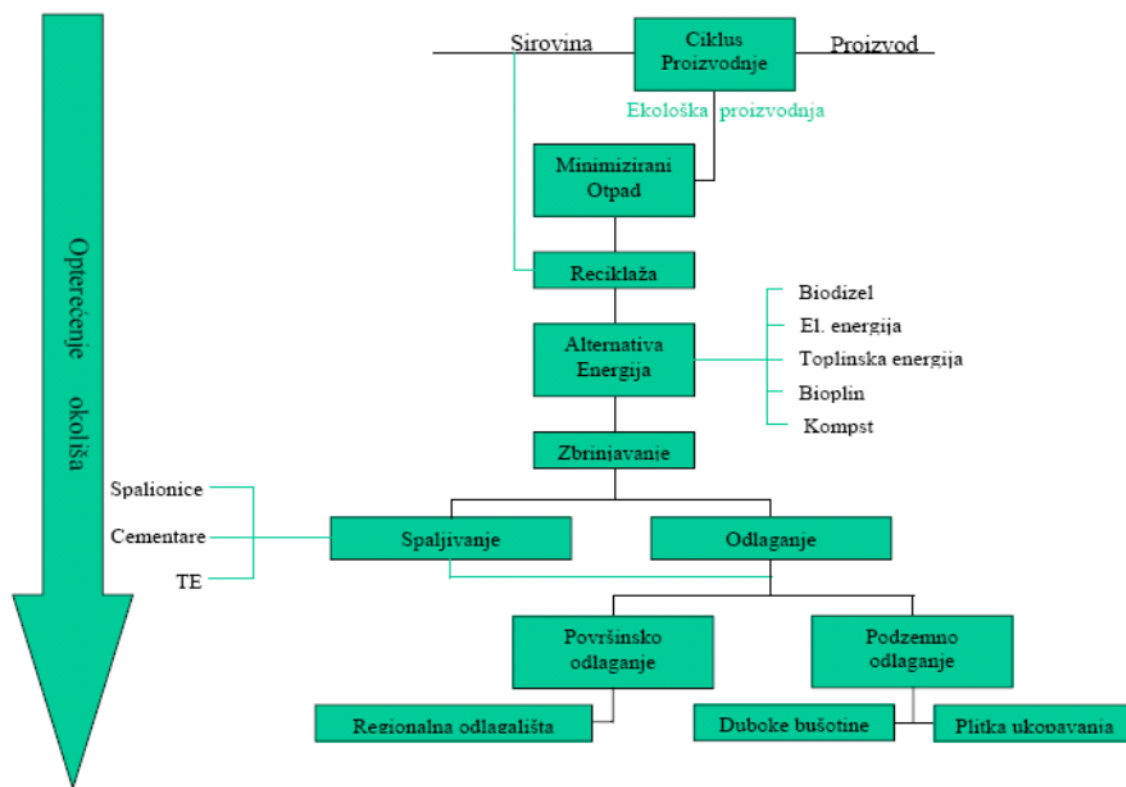 Sirovina
Ciklus
Proizvodnje
Proizvod
Ekološka proizvodnja
Minimizirani
Otpad
Opterećenje okoliša
Reciklaža
Alternativa
Energija
Biodizel
El. energija
Toplinska energija
Bioplin
Kompst
Zbrinjavanje
Spalionice
Cementare
TE
Spaljivanje
Odlaganje
Površinsko
odlaganje
Podzemno
odlaganje
Regionalna odlagališta
Duboke bušotine
Plitka ukopavanja